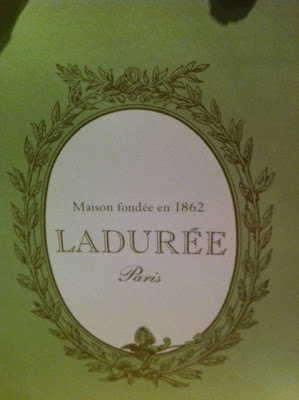 Maison fondée en 1862
LADURÉE
Paris